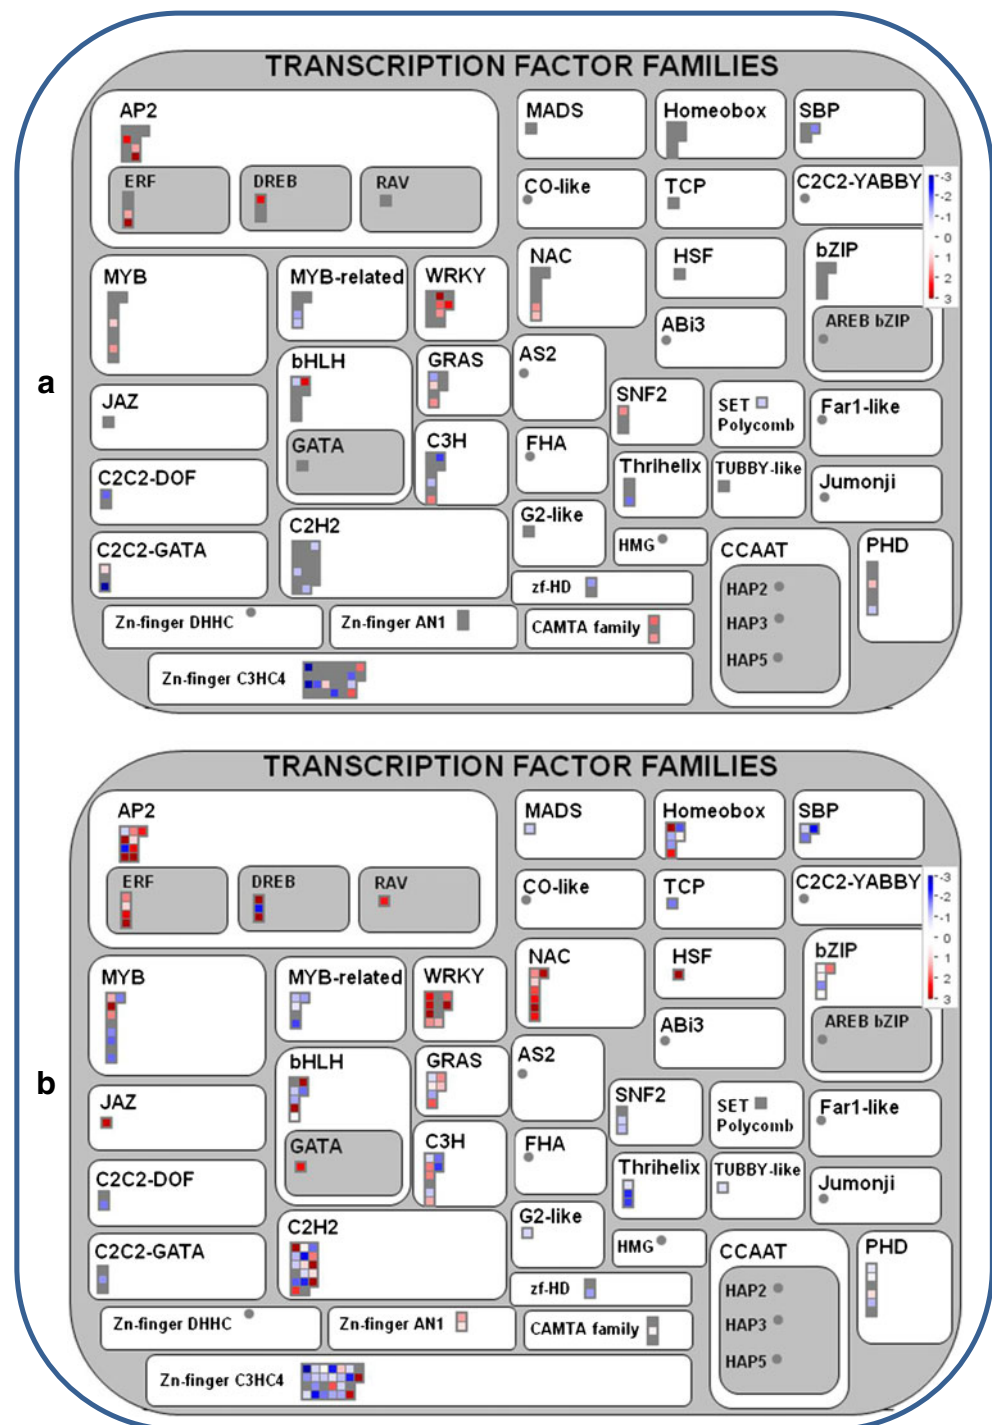 a
TRANSCRIPTION FACTOR FAMILIES
AP2
ERF
DREB
RAV
MADS
Homeobox
SBP
CO-like
TCP
C2C2-YABBY
-3
-2
-1
0
1
2
3
MYB
MYB-related
WRKY
NAC
HSF
bZIP
ABi3
AREB bZIP
bHLH
GRAS
AS2
JAZ
GATA
C3H
FHA
SNF2
SET
Polycomb
Far1-like
C2C2-DOF
Thrihelix
TUBBY-like
Jumonji
C2H2
G2-like
C2C2-GATA
HMG
CCAAT
PHD
zf-HD
HAP2
HAP3
HAP5
Zn-finger DHHC
Zn-finger AN1
CAMTA family
Zn-finger C3HC4
b
TRANSCRIPTION FACTOR FAMILIES
AP2
ERF
DREB
RAV
MADS
Homeobox
SBP
CO-like
TCP
C2C2-YABBY
-3
-2
-1
0
1
2
3
MYB
MYB-related
WRKY
NAC
HSF
bZIP
ABi3
AREB bZIP
bHLH
GRAS
AS2
JAZ
GATA
C3H
FHA
SNF2
SET
Polycomb
Far1-like
C2C2-DOF
Thrihelix
TUBBY-like
Jumonji
C2H2
G2-like
C2C2-GATA
HMG
CCAAT
PHD
zf-HD
HAP2
HAP3
HAP5
Zn-finger DHHC
Zn-finger AN1
CAMTA family
Zn-finger C3HC4